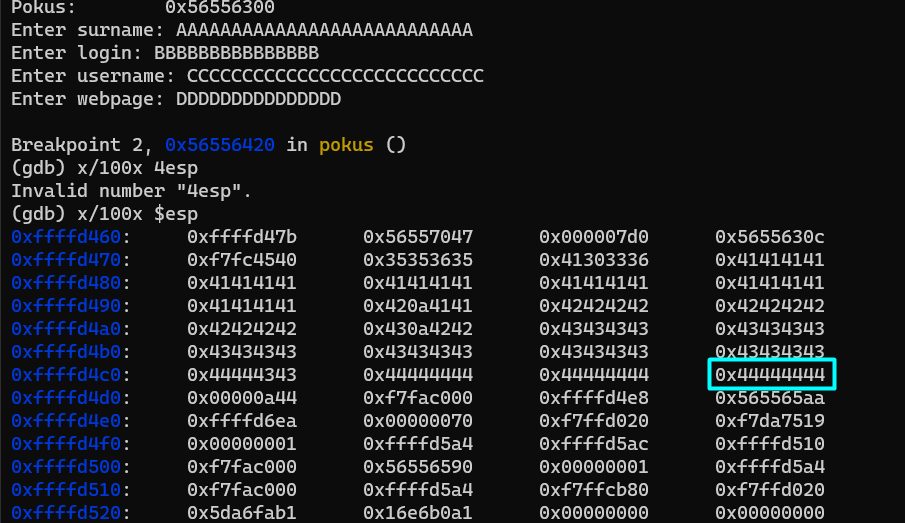 Pokus:        0x56556300
Enter surname: AAAAAAAAAAAAAAAAAAAAAAAAAAA
Enter login: BBBBBBBBBBBBBBB
Enter username: CCCCCCCCCCCCCCCCCCCCCCCCCCC
Enter webpage: DDDDDDDDDDDDDDD
Breakpoint 2, 0x56556420 in pokus ()
(gdb) x/100x 4esp
Invalid number "4esp".
(gdb) x/100x $esp
0xffffd460:     0xffffd47b      0x56557047      0x000007d0      0x5655630c
0xffffd470:     0xf7fc4540      0x35353635      0x41303336      0x41414141
0xffffd480:     0x41414141      0x41414141      0x41414141      0x41414141
0xffffd490:     0x41414141      0x420a4141      0x42424242      0x42424242
0xffffd4a0:     0x42424242      0x430a4242      0x43434343      0x43434343
0xffffd4b0:     0x43434343      0x43434343      0x43434343      0x43434343
0xffffd4c0:     0x44444343      0x44444444      0x44444444      0x44444444
0xffffd4d0:     0x00000a44      0xf7fac000      0xffffd4e8      0x565565aa
0xffffd4e0:     0xffffd6ea      0x00000070      0xf7ffd020      0xf7da7519
0xffffd4f0:     0x00000001      0xffffd5a4      0xffffd5ac      0xffffd510
0xffffd500:     0xf7fac000      0x56556590      0x00000001      0xffffd5a4
0xffffd510:     0xf7fac000      0xffffd5a4      0xf7ffcb80      0xf7ffd020
0xffffd520:     0x5da6fab1      0x16e6b0a1      0x00000000      0x00000000